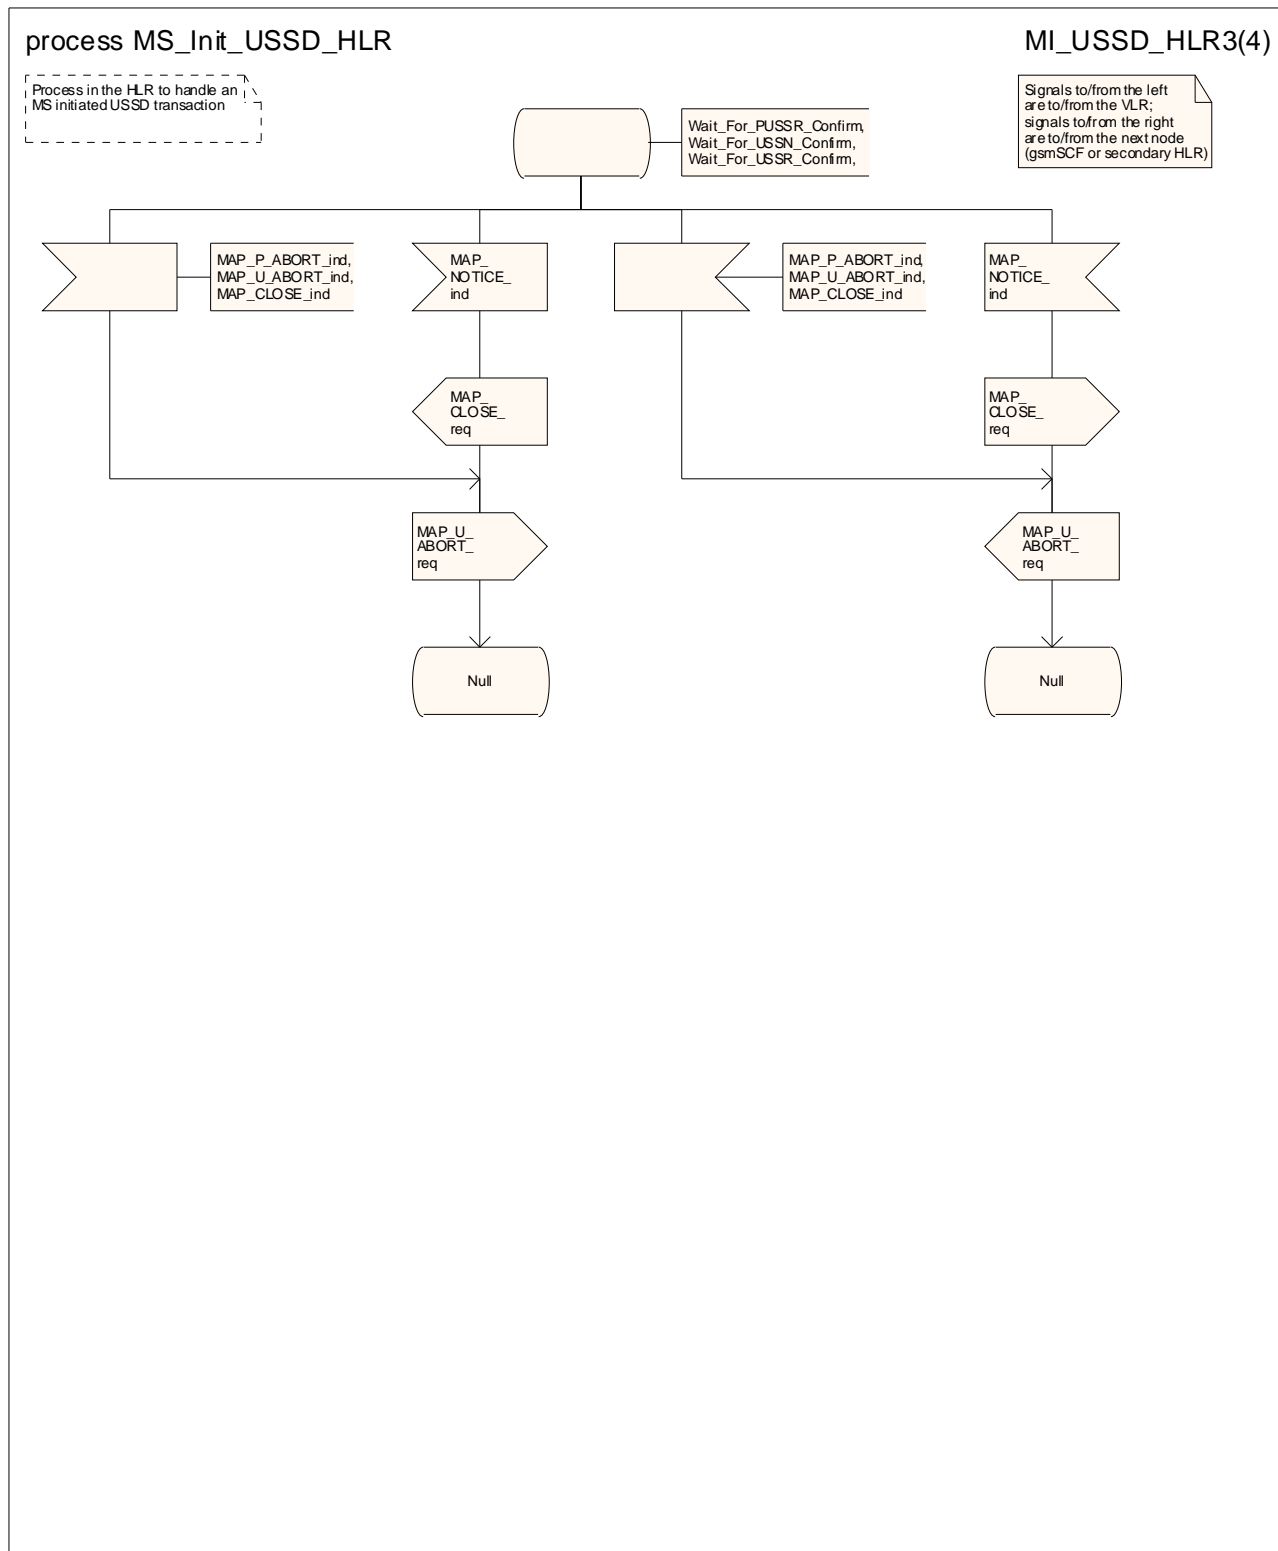 process MS_Init_USSD_HLR
MI_USSD_HLR3(4)
Process in the HLR to handle an
MS initiated USSD transaction
Signals to/from the left
are to/from the VLR;
signals to/from the right
are to/from the next node
(gsmSCF or secondary HLR)
Wait_For_PUSSR_Confirm,
Wait_For_USSN_Confirm,
Wait_For_USSR_Confirm,
MAP_P_ABORT_ind,
MAP_U_ABORT_ind,
MAP_CLOSE_ind
MAP_
NOTICE_
ind
MAP_P_ABORT_ind,
MAP_U_ABORT_ind,
MAP_CLOSE_ind
MAP_
NOTICE_
ind
MAP_
CLOSE_
req
MAP_
CLOSE_
req
MAP_U_
ABORT_
req
MAP_U_
ABORT_
req
Null
Null